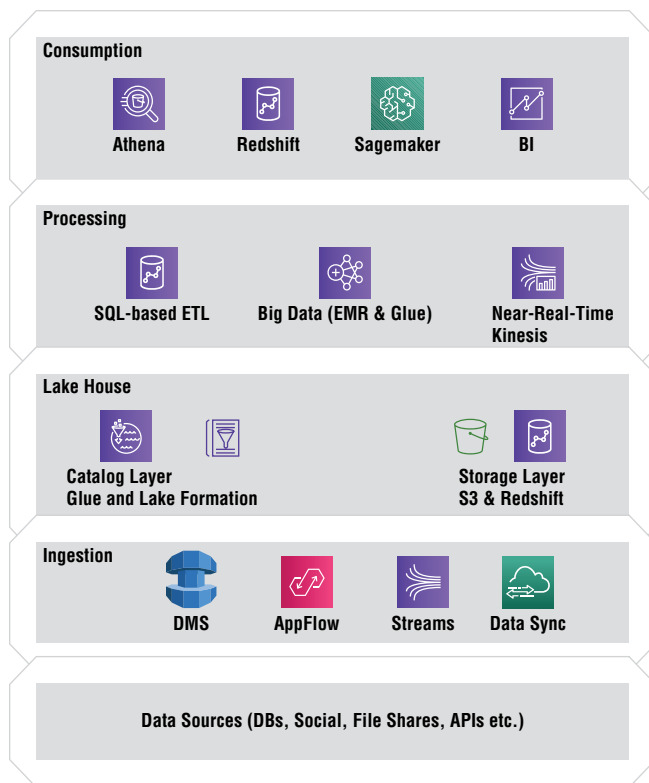 Consumption
Athena
Redshift
Sagemaker
BI
Processing
SQL-based ETL
Big Data (EMR & Glue)
Near-Real-Time
Kinesis
Lake House
Catalog Layer
Glue and Lake Formation
Storage Layer
S3 & Redshift
Ingestion
DMS
AppFlow
Streams
Data Sync
Data Sources (DBs, Social, File Shares, APIs etc.)